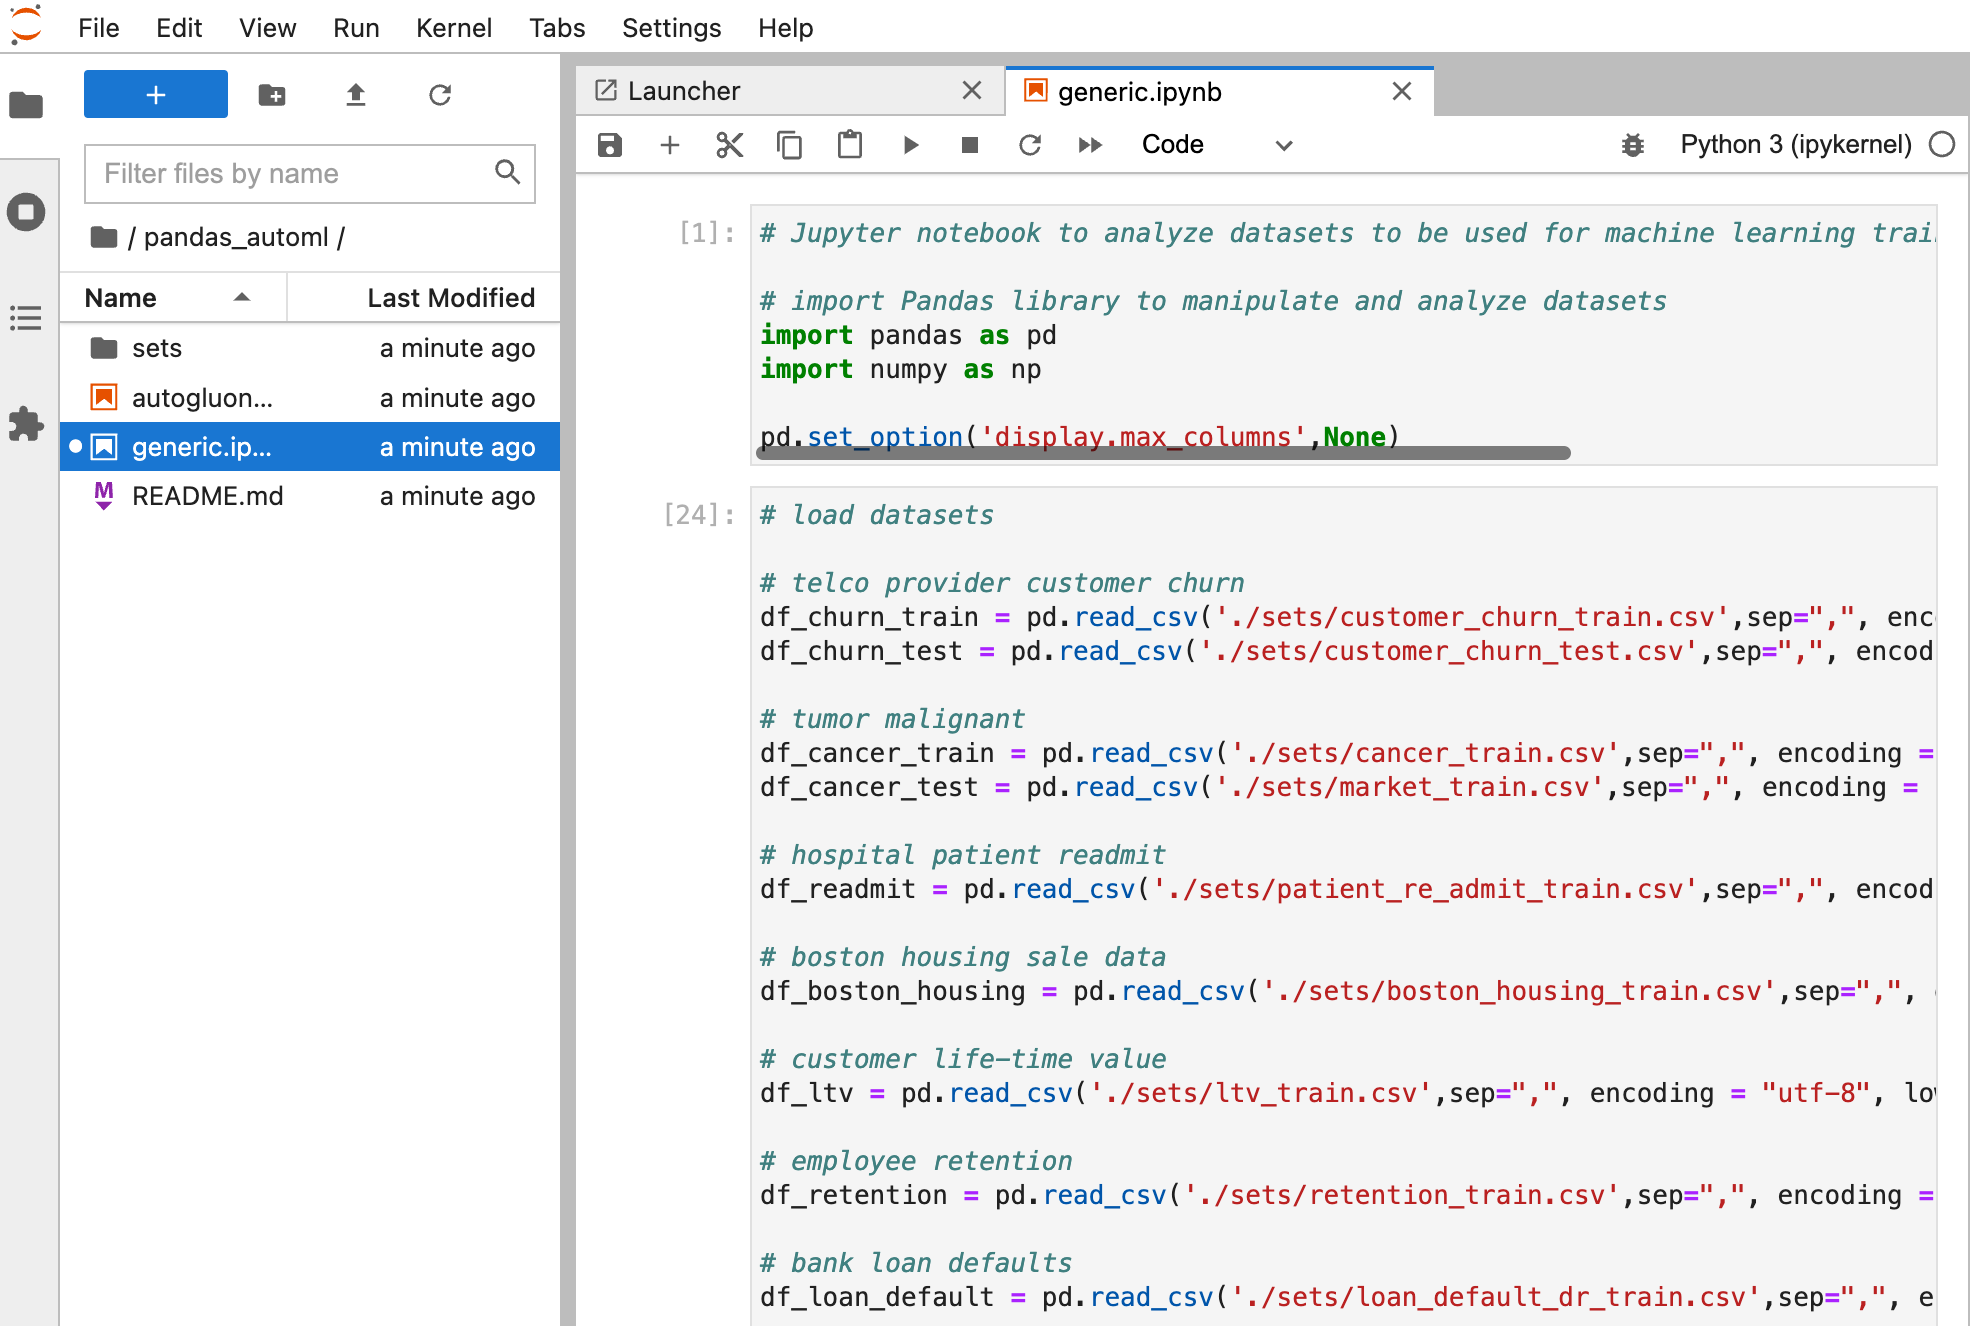 File Edit View Run Kernel Tabs Settings Help
Filter files by name
/ pandas_automl /
Name Last Modified
sets a minute ago
autogluon... a minute ago
generic.ip... a minute ago
README.md a minute ago
Launcher generic.ipynb
Code Python 3 (ipykernel)
[1]: # Jupyter notebook to analyze datasets to be used for machine learning trai
# import Pandas library to manipulate and analyze datasets
import pandas as pd
import numpy as np
pd.set_option('display.max_columns',None)
[24]: # load datasets
# telco provider customer churn
df_churn_train = pd.read_csv('./sets/customer_churn_train.csv',sep=",", enc
df_churn_test = pd.read_csv('./sets/customer_churn_test.csv',sep=",", encod
# tumor malignant
df_cancer_train = pd.read_csv('./sets/cancer_train.csv',sep=",", encoding =
df_cancer_test = pd.read_csv('./sets/market_train.csv',sep=",", encoding =
# hospital patient readmit
df_readmit = pd.read_csv('./sets/patient_re_admit_train.csv',sep=",", encod
# boston housing sale data
df_boston_housing = pd.read_csv('./sets/boston_housing_train.csv',sep=",",
# customer life-time value
df_ltv = pd.read_csv('./sets/ltv_train.csv',sep=",", encoding = "utf-8", lo
# employee retention
df_retention = pd.read_csv('./sets/retention_train.csv',sep=",", encoding =
# bank loan defaults
df_loan_default = pd.read_csv('./sets/loan_default_dr_train.csv',sep=",", e